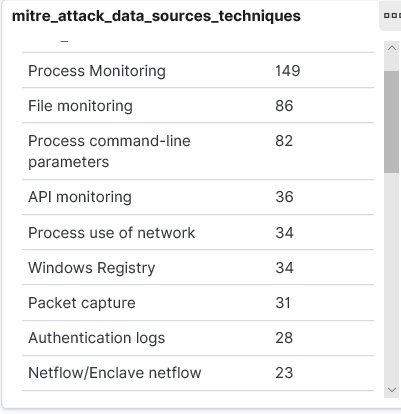 mitre_attack_data_sources_techniques
Process Monitoring 149
File monitoring 86
Process command-line 82
parameters
API monitoring 36
Process use of network 34
Windows Registry 34
Packet capture 31
Authentication logs 28
Netflow/Enclave netflow 23